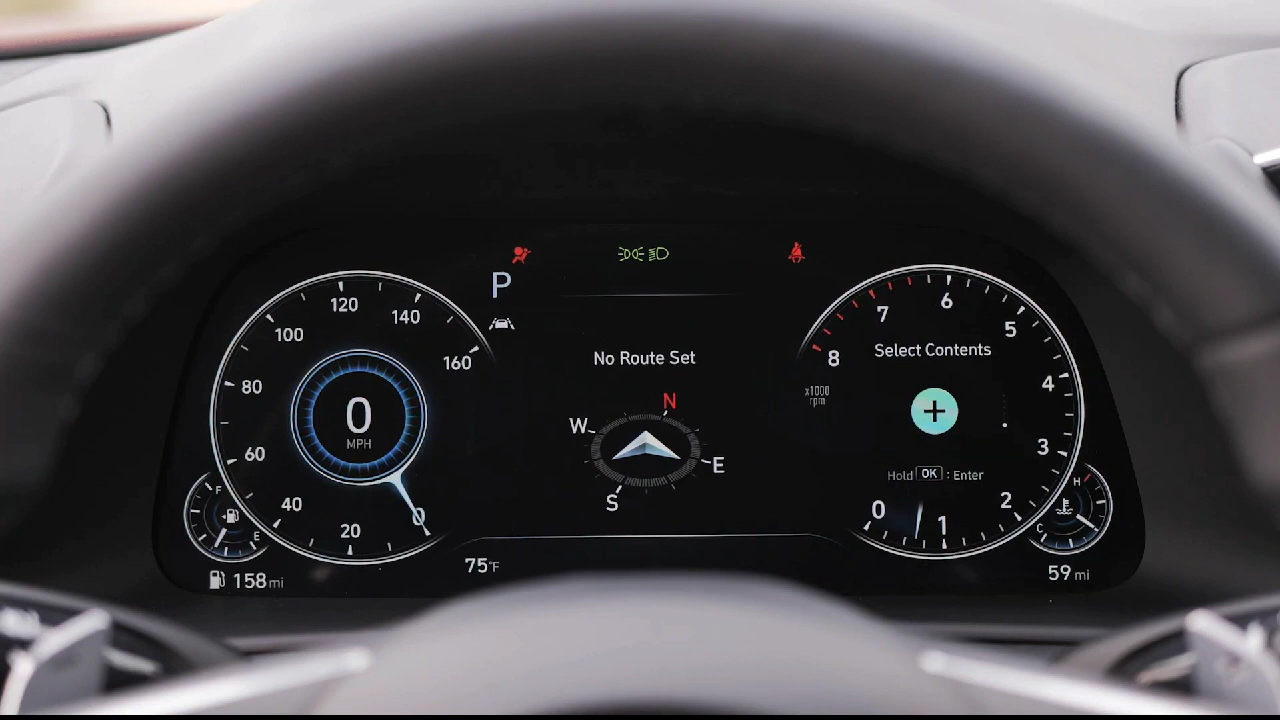 P
120
140
100
160
80
0
MPH
60
40
20
0
F
E
158 mi
75°F
No Route Set
N
W
E
S
6
7
5
8
Select Contents
4
x1000
rpm
+
3
Hold OK : Enter
2
0
1
H
C
59 mi